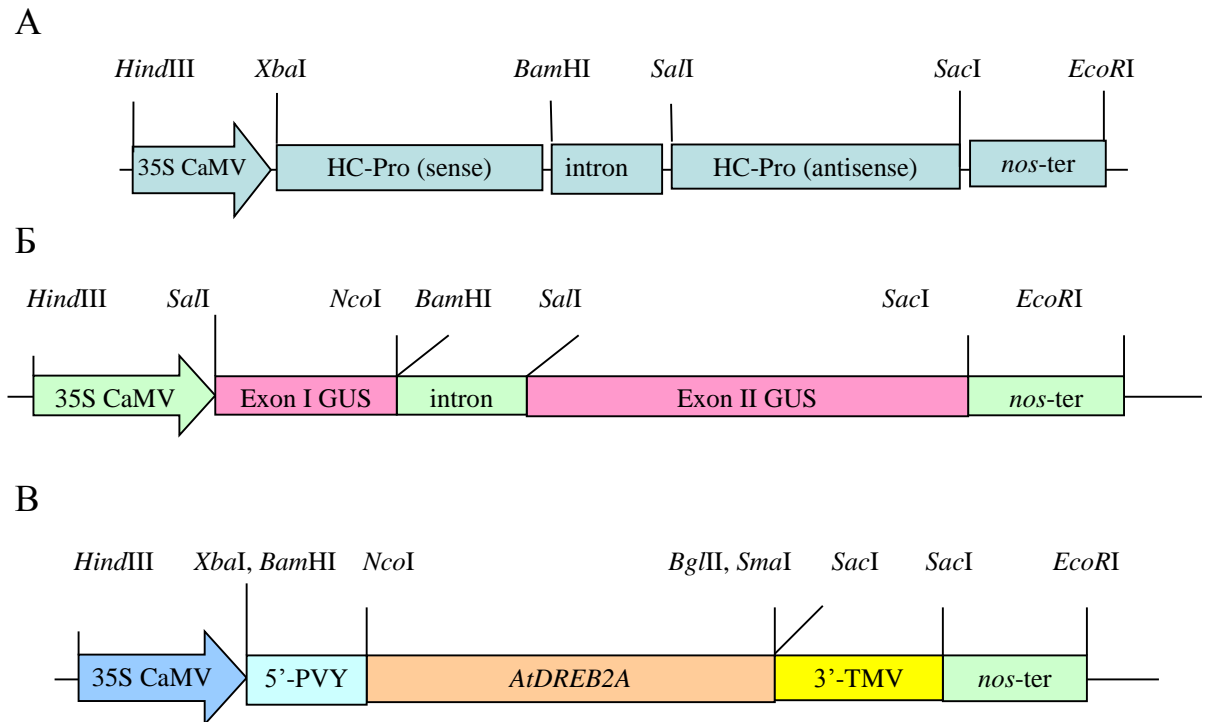 А
HindIII XbaI BamHI SalI SacI EcoRI
35S CaMV HC-Pro (sense) intron HC-Pro (antisense) nos-ter
Б
HindIII SalI NcoI BamHI SalI SacI EcoRI
35S CaMV Exon I GUS intron Exon II GUS nos-ter
В
HindIII XbaI, BamHI NcoI BglII, SmaI SacI SacI EcoRI
35S CaMV 5’-PVY AtDREB2A 3’-TMV nos-ter